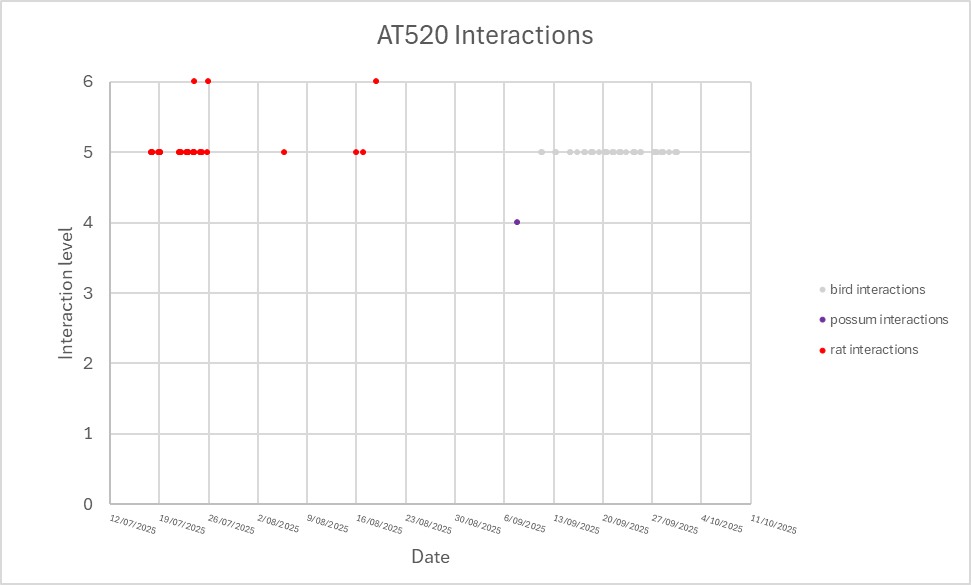 AT520 Interactions
6
5
4
3
2
1
0
Interaction level
12/07/2025 19/07/2025 26/07/2025 2/08/2025 9/08/2025 16/08/2025 23/08/2025 30/08/2025 6/09/2025 13/09/2025 20/09/2025 27/09/2025 4/10/2025 11/10/2025
Date
bird interactions
possum interactions
rat interactions